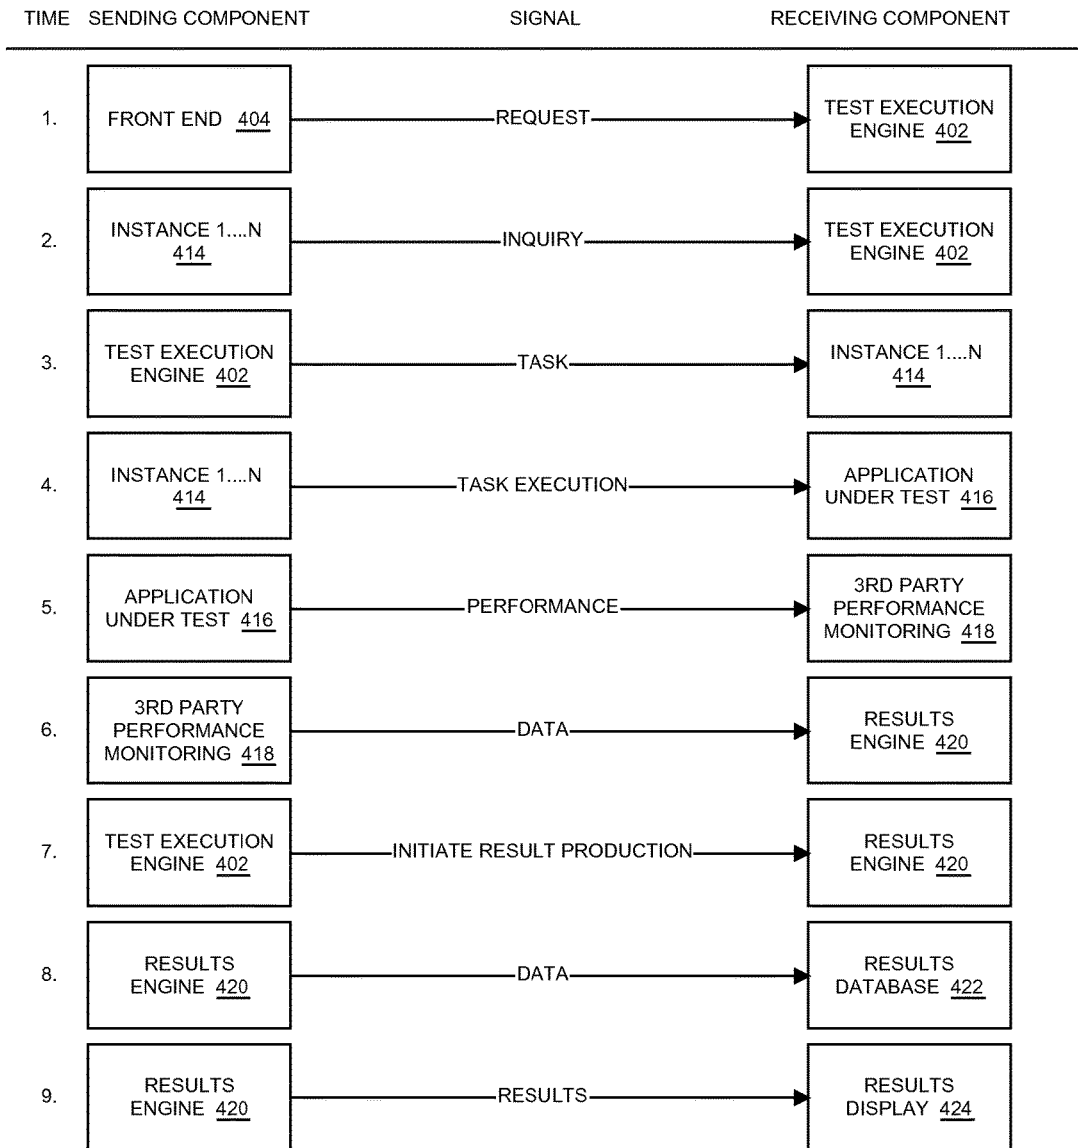 TIME SENDING COMPONENT SIGNAL RECEIVING COMPONENT
1. FRONT END 404 REQUEST TEST EXECUTION
ENGINE 402
2. INSTANCE 1....N
414 INQUIRY TEST EXECUTION
ENGINE 402
3. TEST EXECUTION
ENGINE 402 TASK INSTANCE 1....N
414
4. INSTANCE 1....N
414 TASK EXECUTION APPLICATION
UNDER TEST 416
5. APPLICATION
UNDER TEST 416 PERFORMANCE 3RD PARTY
PERFORMANCE
MONITORING 418
6. 3RD PARTY
PERFORMANCE
MONITORING 418 DATA RESULTS
ENGINE 420
7. TEST EXECUTION
ENGINE 402 INITIATE RESULT PRODUCTION RESULTS
ENGINE 420
8. RESULTS
ENGINE 420 DATA RESULTS
DATABASE 422
9. RESULTS
ENGINE 420 RESULTS RESULTS
DISPLAY 424